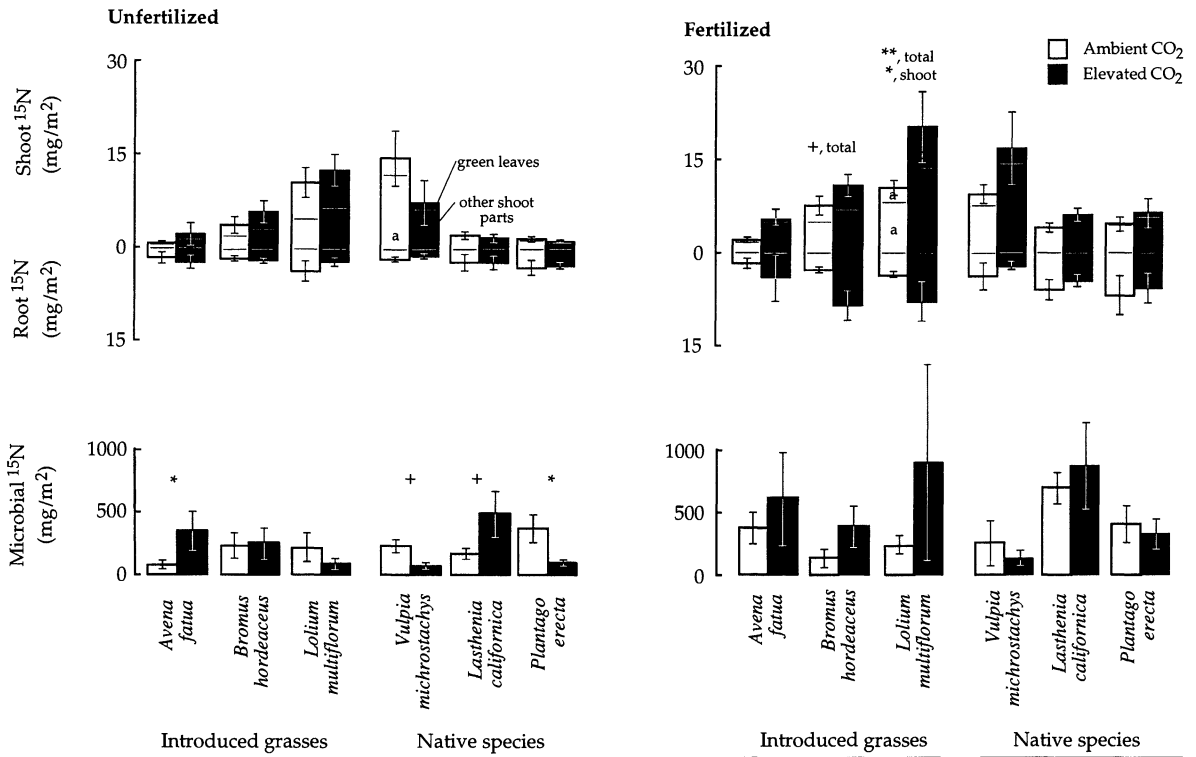 Unfertilized
30
15
0
15
Shoot 15N
(mg/m2)
Root 15N
(mg/m2)
green leaves
other shoot
parts
a
1000
500
0
Microbial 15N
(mg/m2)
*
+
+
*
Avena
fatua
Bromus
hordeaceus
Lolium
multiflorum
Vulpia
michrostachys
Lasthenia
californica
Plantago
erecta
Introduced grasses
Native species
Fertilized
**, total
*, shoot
+, total
Ambient CO2
Elevated CO2
30
15
0
15
a
a
1000
500
0
Avena
fatua
Bromus
hordeaceus
Lolium
multiflorum
Vulpia
michrostachys
Lasthenia
californica
Plantago
erecta
Introduced grasses
Native species